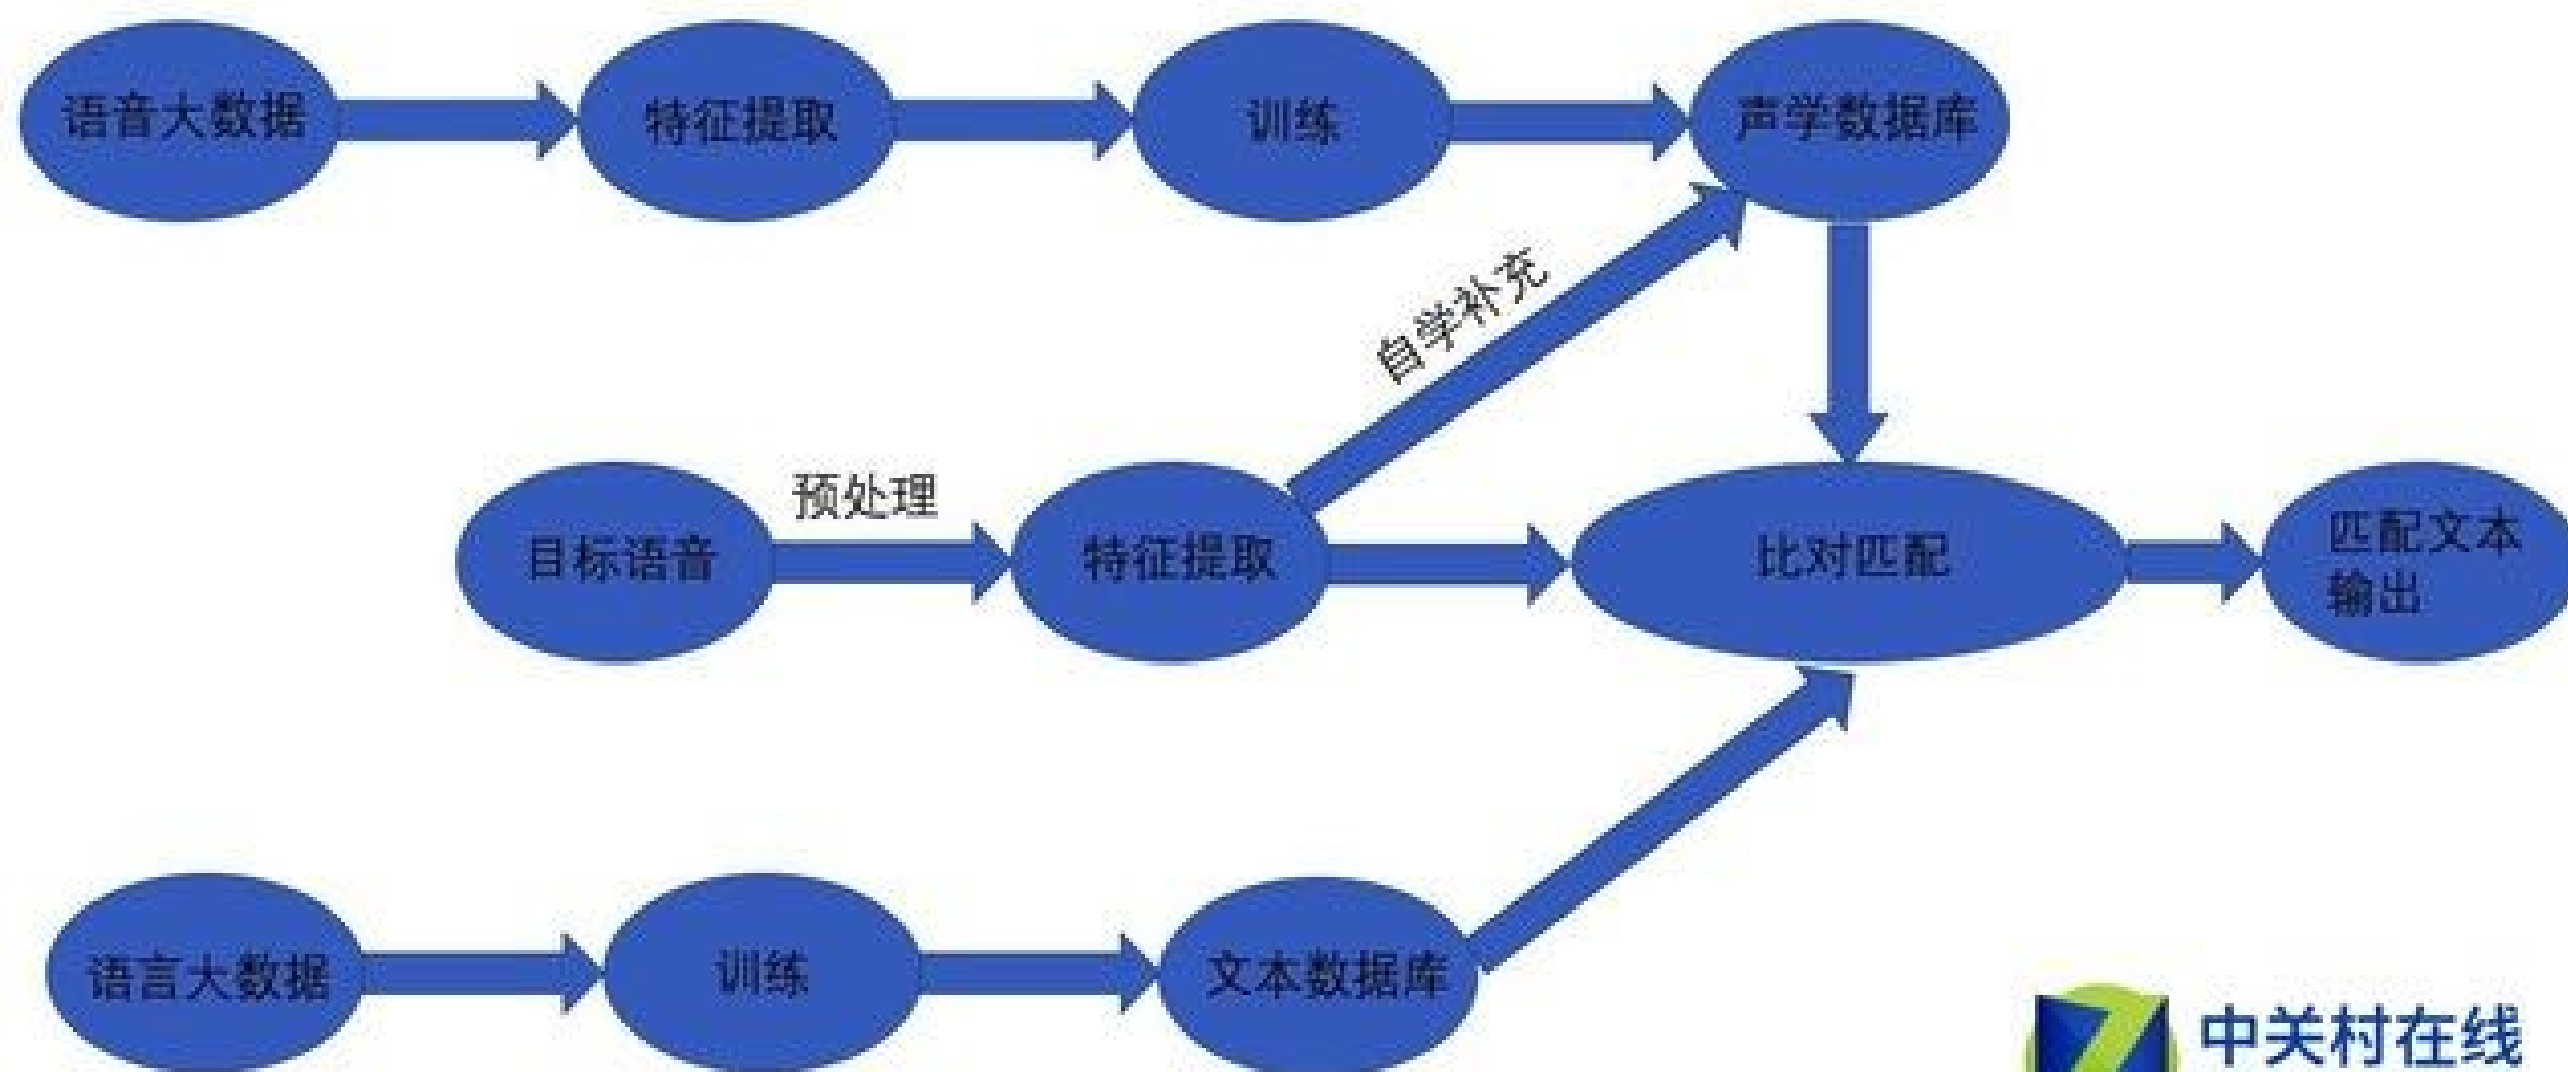 语音大数据
特征提取
训练
声学数据库
自学补充
目标语音
预处理
特征提取
比对匹配
匹配文本
输出
语言大数据
训练
文本数据库
中关村在线